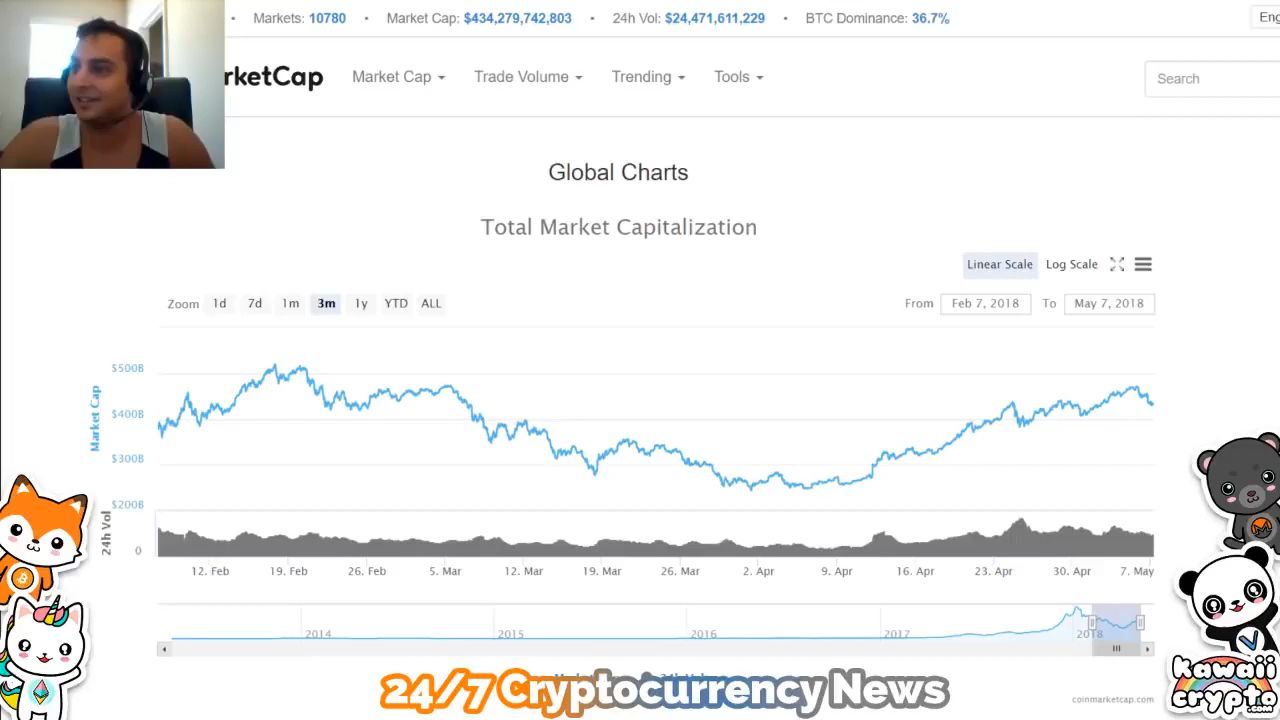 • Markets: 10780 • Market Cap: $434,279,742,803 • 24h Vol: $24,471,611,229 • BTC Dominance: 36.7%
Eng
rketCap Market Cap Trade Volume Trending Tools
Search
Global Charts
Total Market Capitalization
Linear Scale Log Scale
Zoom 1d 7d 1m 3m 1y YTD ALL
From Feb 7, 2018 To May 7, 2018
Market Cap
$500B
$400B
$300B
$200B
24h Vol
0
12. Feb 19. Feb 26. Feb 5. Mar 12. Mar 19. Mar 26. Mar 2. Apr 9. Apr 16. Apr 23. Apr 30. Apr 7. May
2014 2015 2016 2017 2018
24/7 Cryptocurrency News
coinmarketcap.com
kawaii
crypto
.com